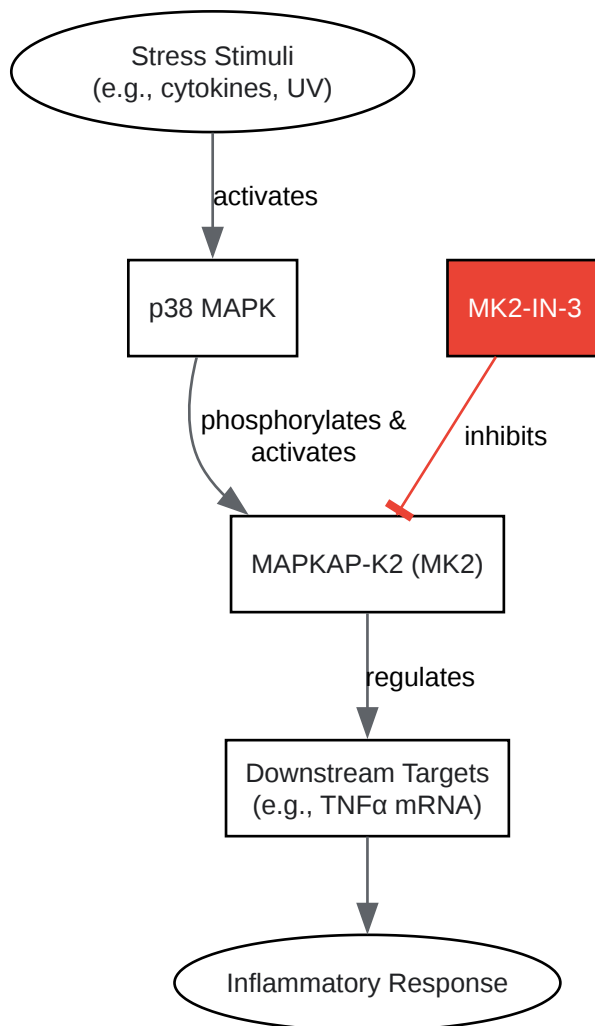 Stress Stimuli
(e.g., cytokines, UV)
activates
p38 MAPK
MK2-IN-3
phosphorylates &
activates
inhibits
MAPKAP-K2 (MK2)
regulates
Downstream Targets
(e.g., TNFα mRNA)
Inflammatory Response